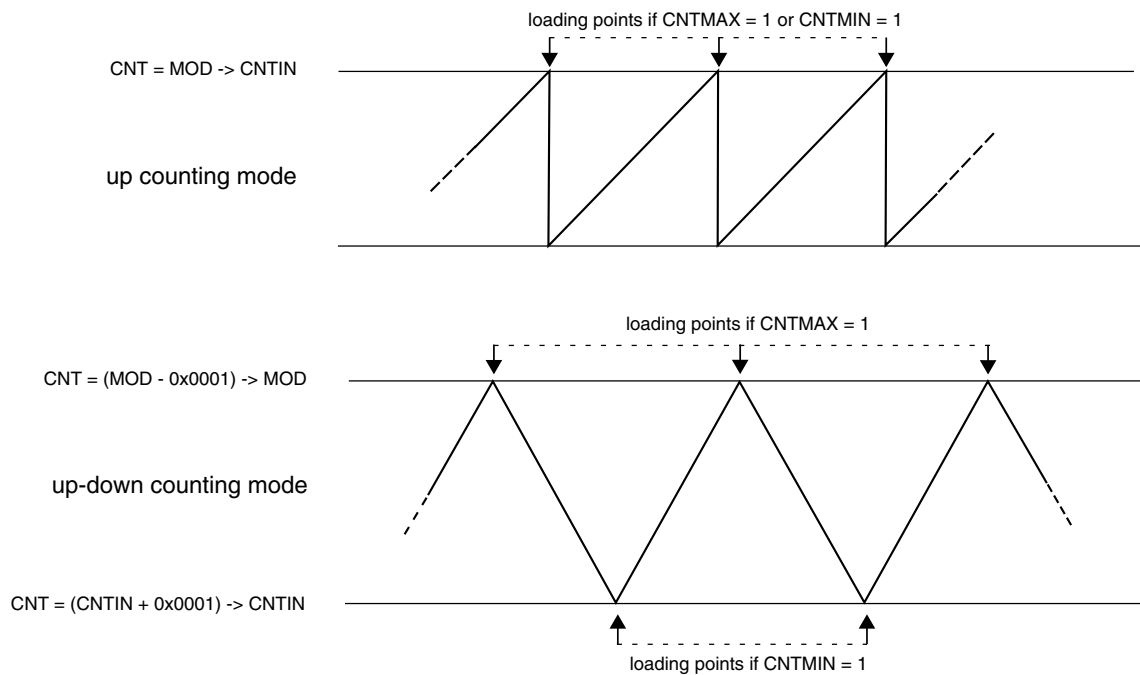 loading points if CNTMAX = 1 or CNTMIN = 1
CNT = MOD -> CNTIN
up counting mode
loading points if CNTMAX = 1
CNT = (MOD - 0x0001) -> MOD
up-down counting mode
CNT = (CNTIN + 0x0001) -> CNTIN
loading points if CNTMIN = 1